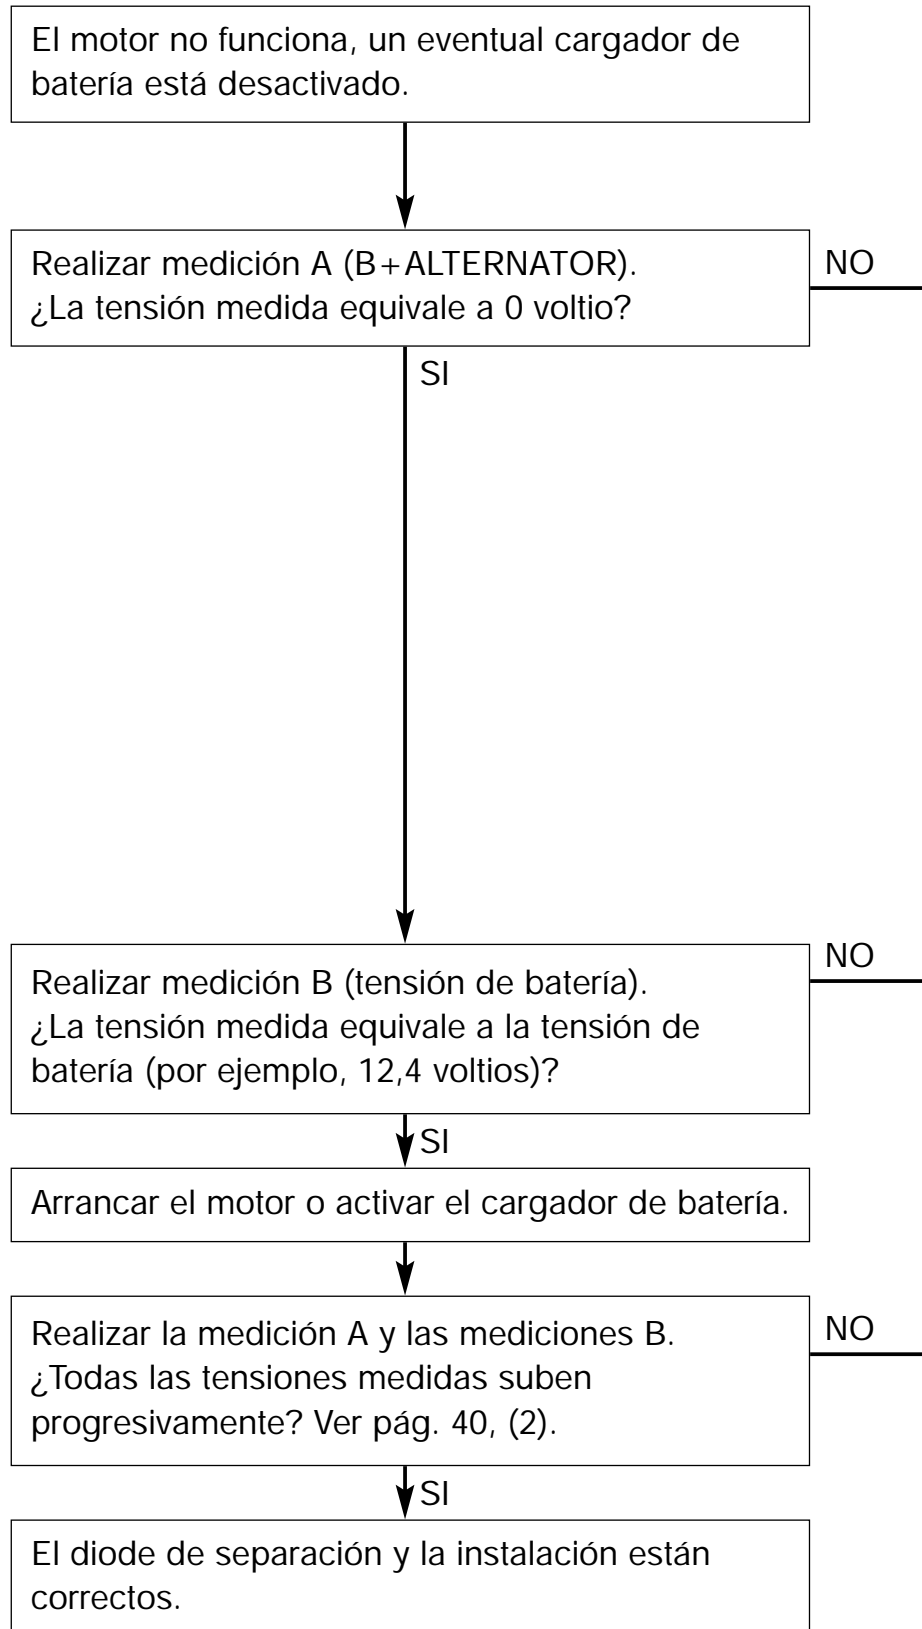 El motor no funciona, un eventual cargador de
batería está desactivado.
Realizar medición A (B+ALTERNATOR).
¿La tensión medida equivale a 0 voltio?
NO
SI
Realizar medición B (tensión de batería).
¿La tensión medida equivale a la tensión de
batería (por ejemplo, 12,4 voltios)?
NO
SI
Arrancar el motor o activar el cargador de batería.
Realizar la medición A y las mediciones B.
¿Todas las tensiones medidas suben
progresivamente? Ver pág. 40, (2).
NO
SI
El diode de separación y la instalación están
correctos.